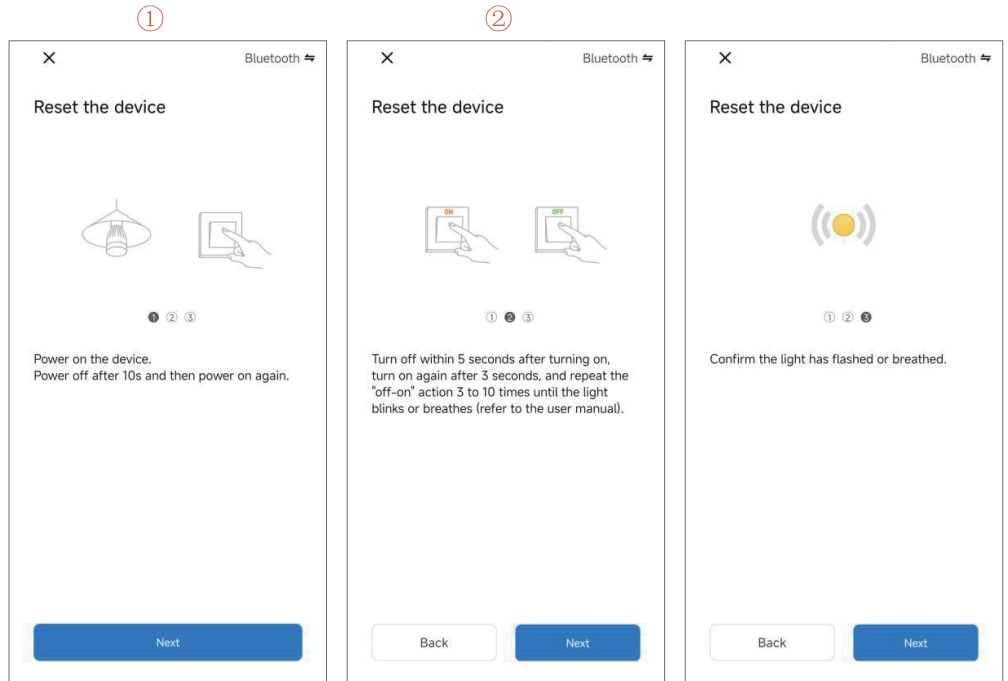 ①
②
Bluetooth ⇋
Reset the device
❶ ② ③
Power on the device.
Power off after 10s and then power on again.
Next
Bluetooth ⇋
Reset the device
ON
OFF
① ❷ ③
Turn off within 5 seconds after turning on,
turn on again after 3 seconds, and repeat the
"off-on" action 3 to 10 times until the light
blinks or breathes (refer to the user manual).
Back
Next
Bluetooth ⇋
Reset the device
① ② ❸
Confirm the light has flashed or breathed.
Back
Next